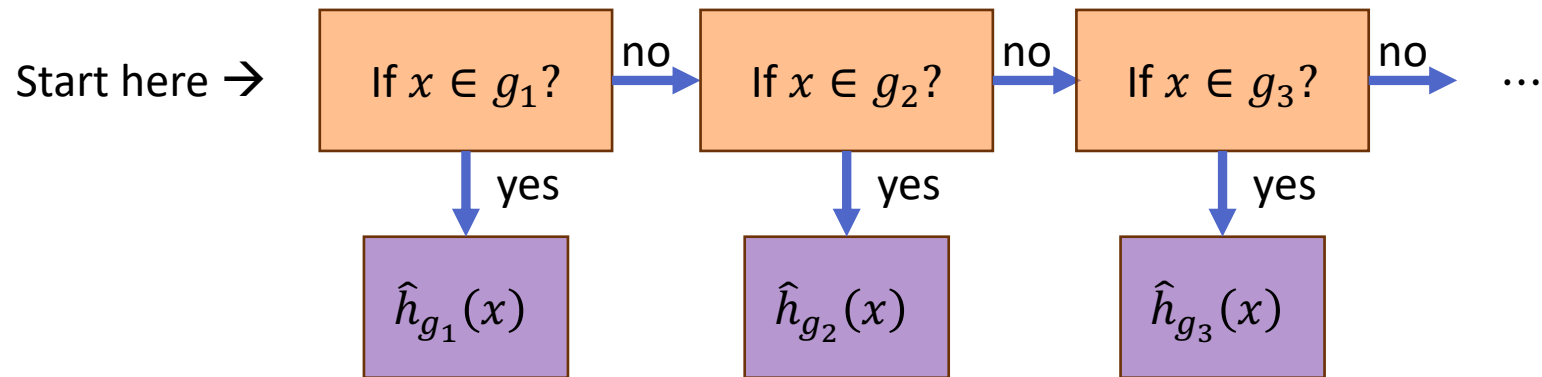 Start here → If 𝑥 ∈ 𝑔₁? no If 𝑥 ∈ 𝑔₂? no If 𝑥 ∈ 𝑔₃? no ...
yes yes yes
ĥ_{g₁}(𝑥) ĥ_{g₂}(𝑥) ĥ_{g₃}(𝑥)